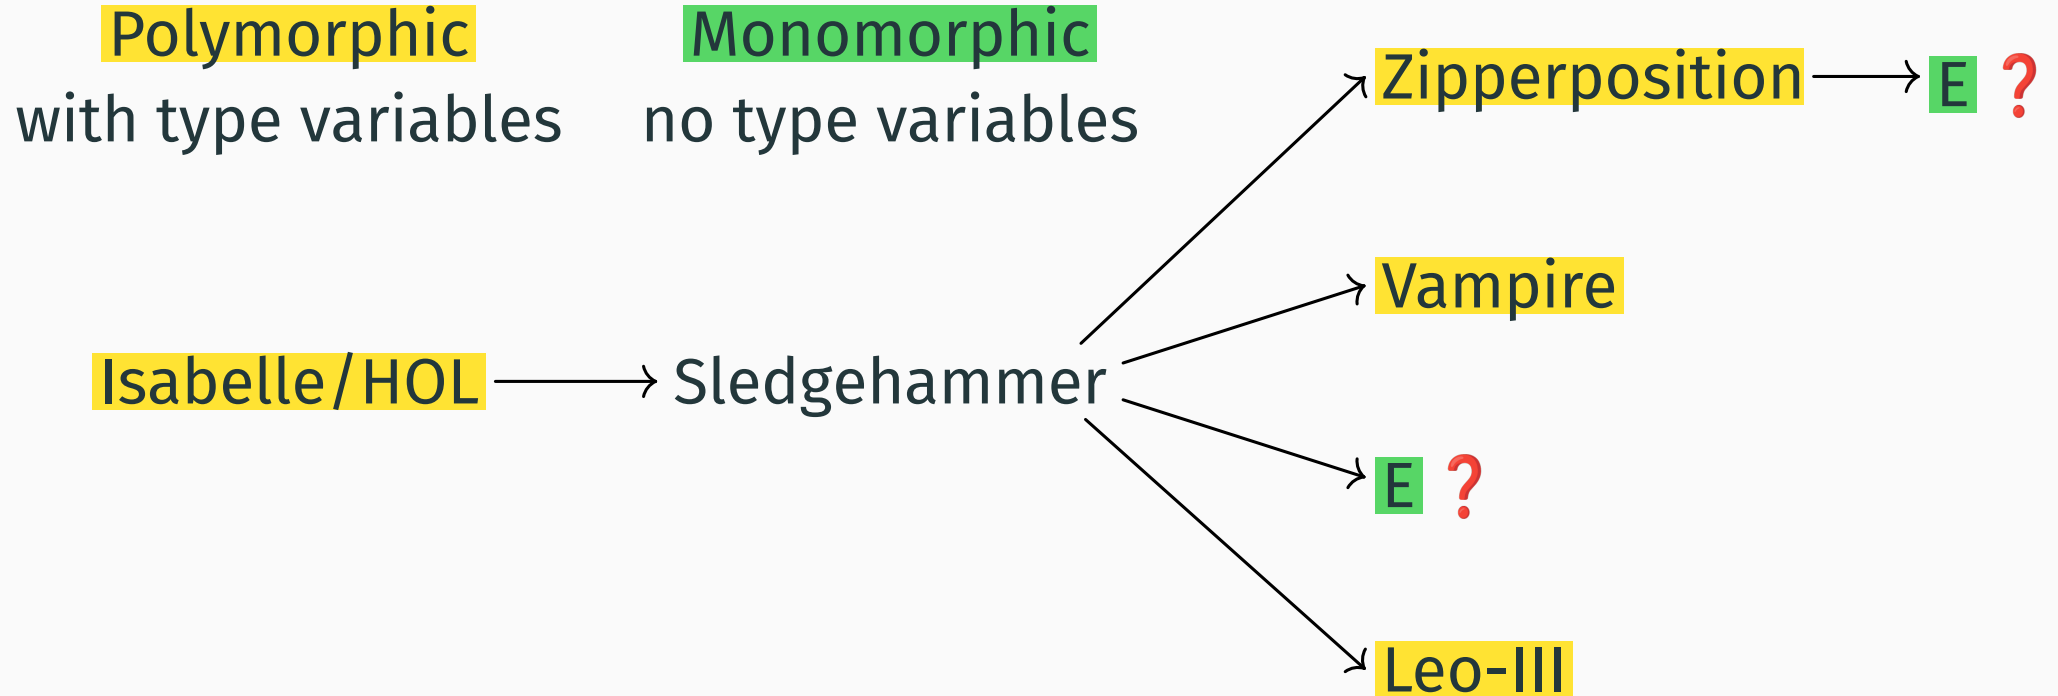 Polymorphic
with type variables
Monomorphic
no type variables
Zipperposition
E ❓
Vampire
Isabelle/HOL
Sledgehammer
E ❓
Leo-III